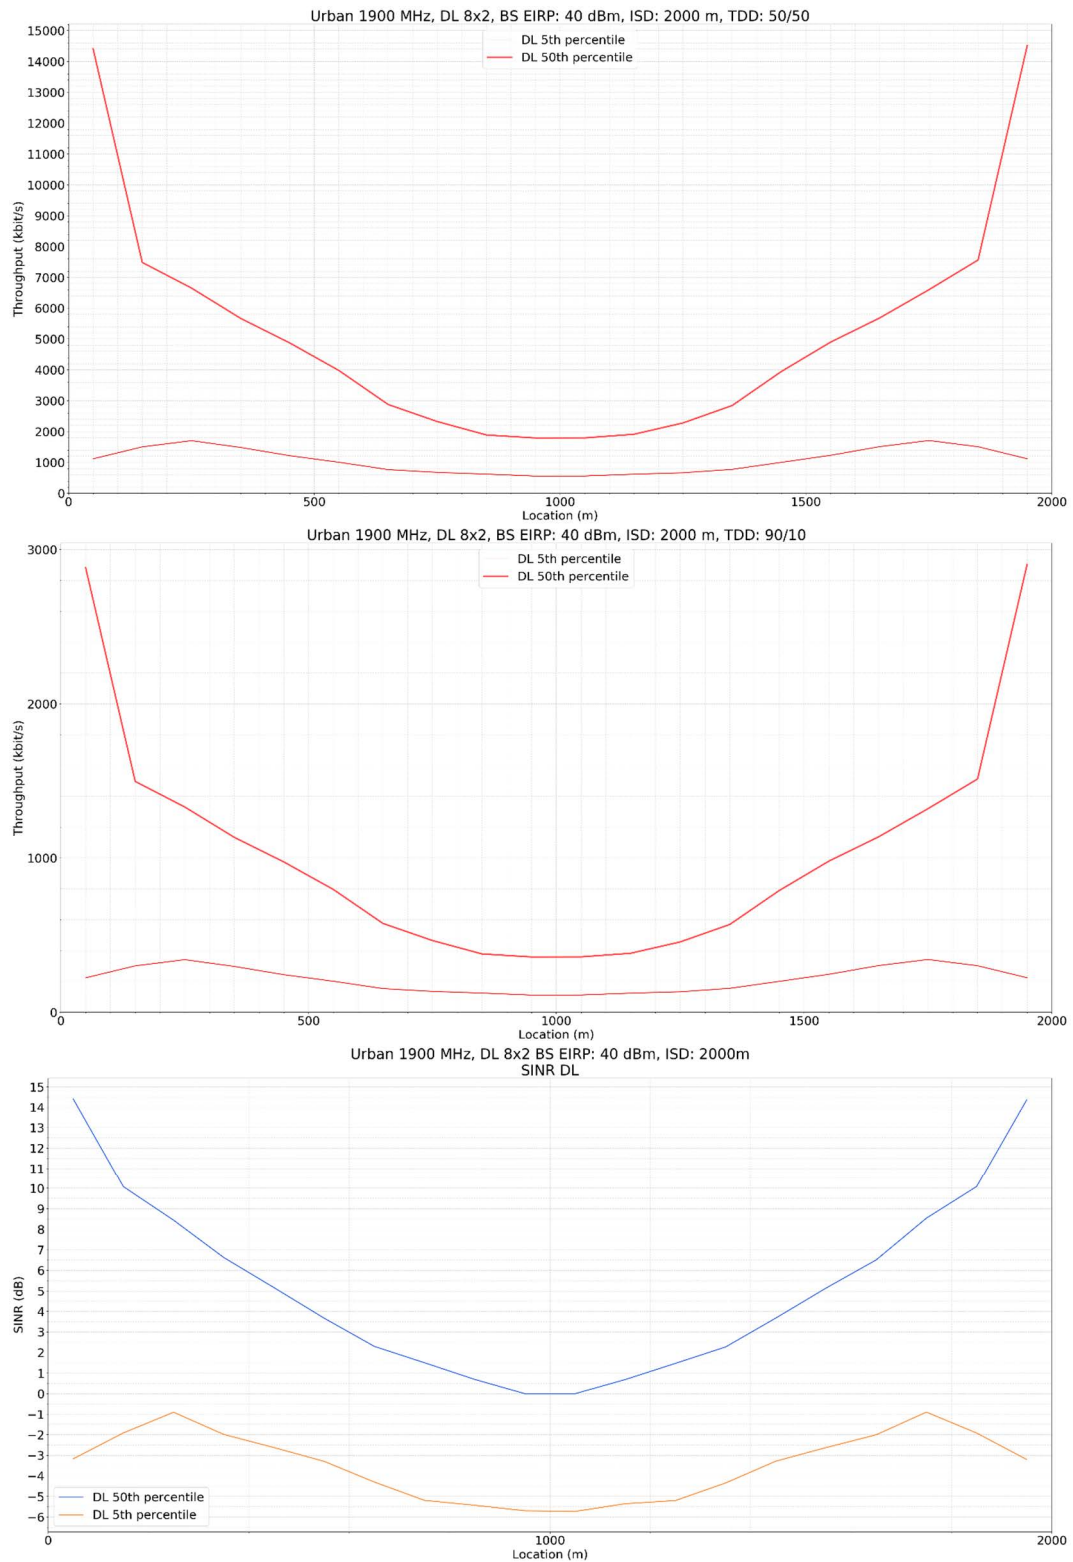 Urban 1900 MHz, DL 8x2, BS EIRP: 40 dBm, ISD: 2000 m, TDD: 50/50
DL 5th percentile
DL 50th percentile
15000
14000
13000
12000
11000
10000
9000
8000
7000
6000
5000
4000
3000
2000
1000
0
Throughput (kbit/s)
0 500 1000 1500 2000
Location (m)
Urban 1900 MHz, DL 8x2, BS EIRP: 40 dBm, ISD: 2000 m, TDD: 90/10
DL 5th percentile
DL 50th percentile
3000
2000
1000
0
Throughput (kbit/s)
0 500 1000 1500 2000
Location (m)
Urban 1900 MHz, DL 8x2 BS EIRP: 40 dBm, ISD: 2000m
SINR DL
15
14
13
12
11
10
9
8
7
6
5
4
3
2
1
0
−1
−2
−3
−4
−5
−6
SINR (dB)
DL 50th percentile
DL 5th percentile
0 1000 2000
Location (m)